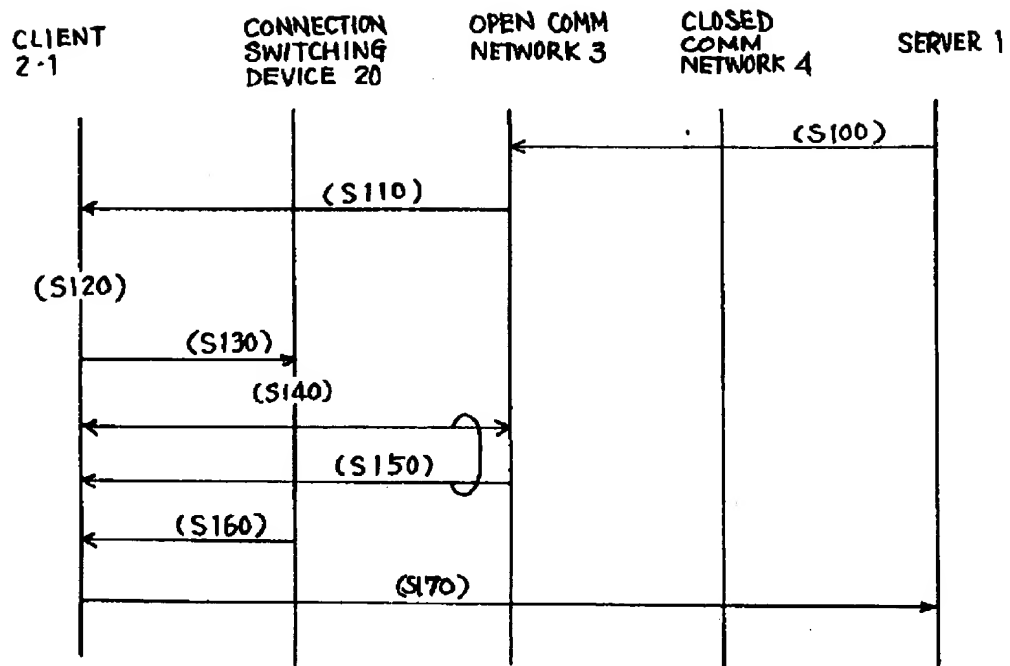 CLIENT
2-1
CONNECTION
SWITCHING
DEVICE 20
OPEN COMM
NETWORK 3
CLOSED
COMM
NETWORK 4
SERVER 1
(S100)
(S110)
(S120)
(S130)
(S140)
(S150)
(S160)
(S170)